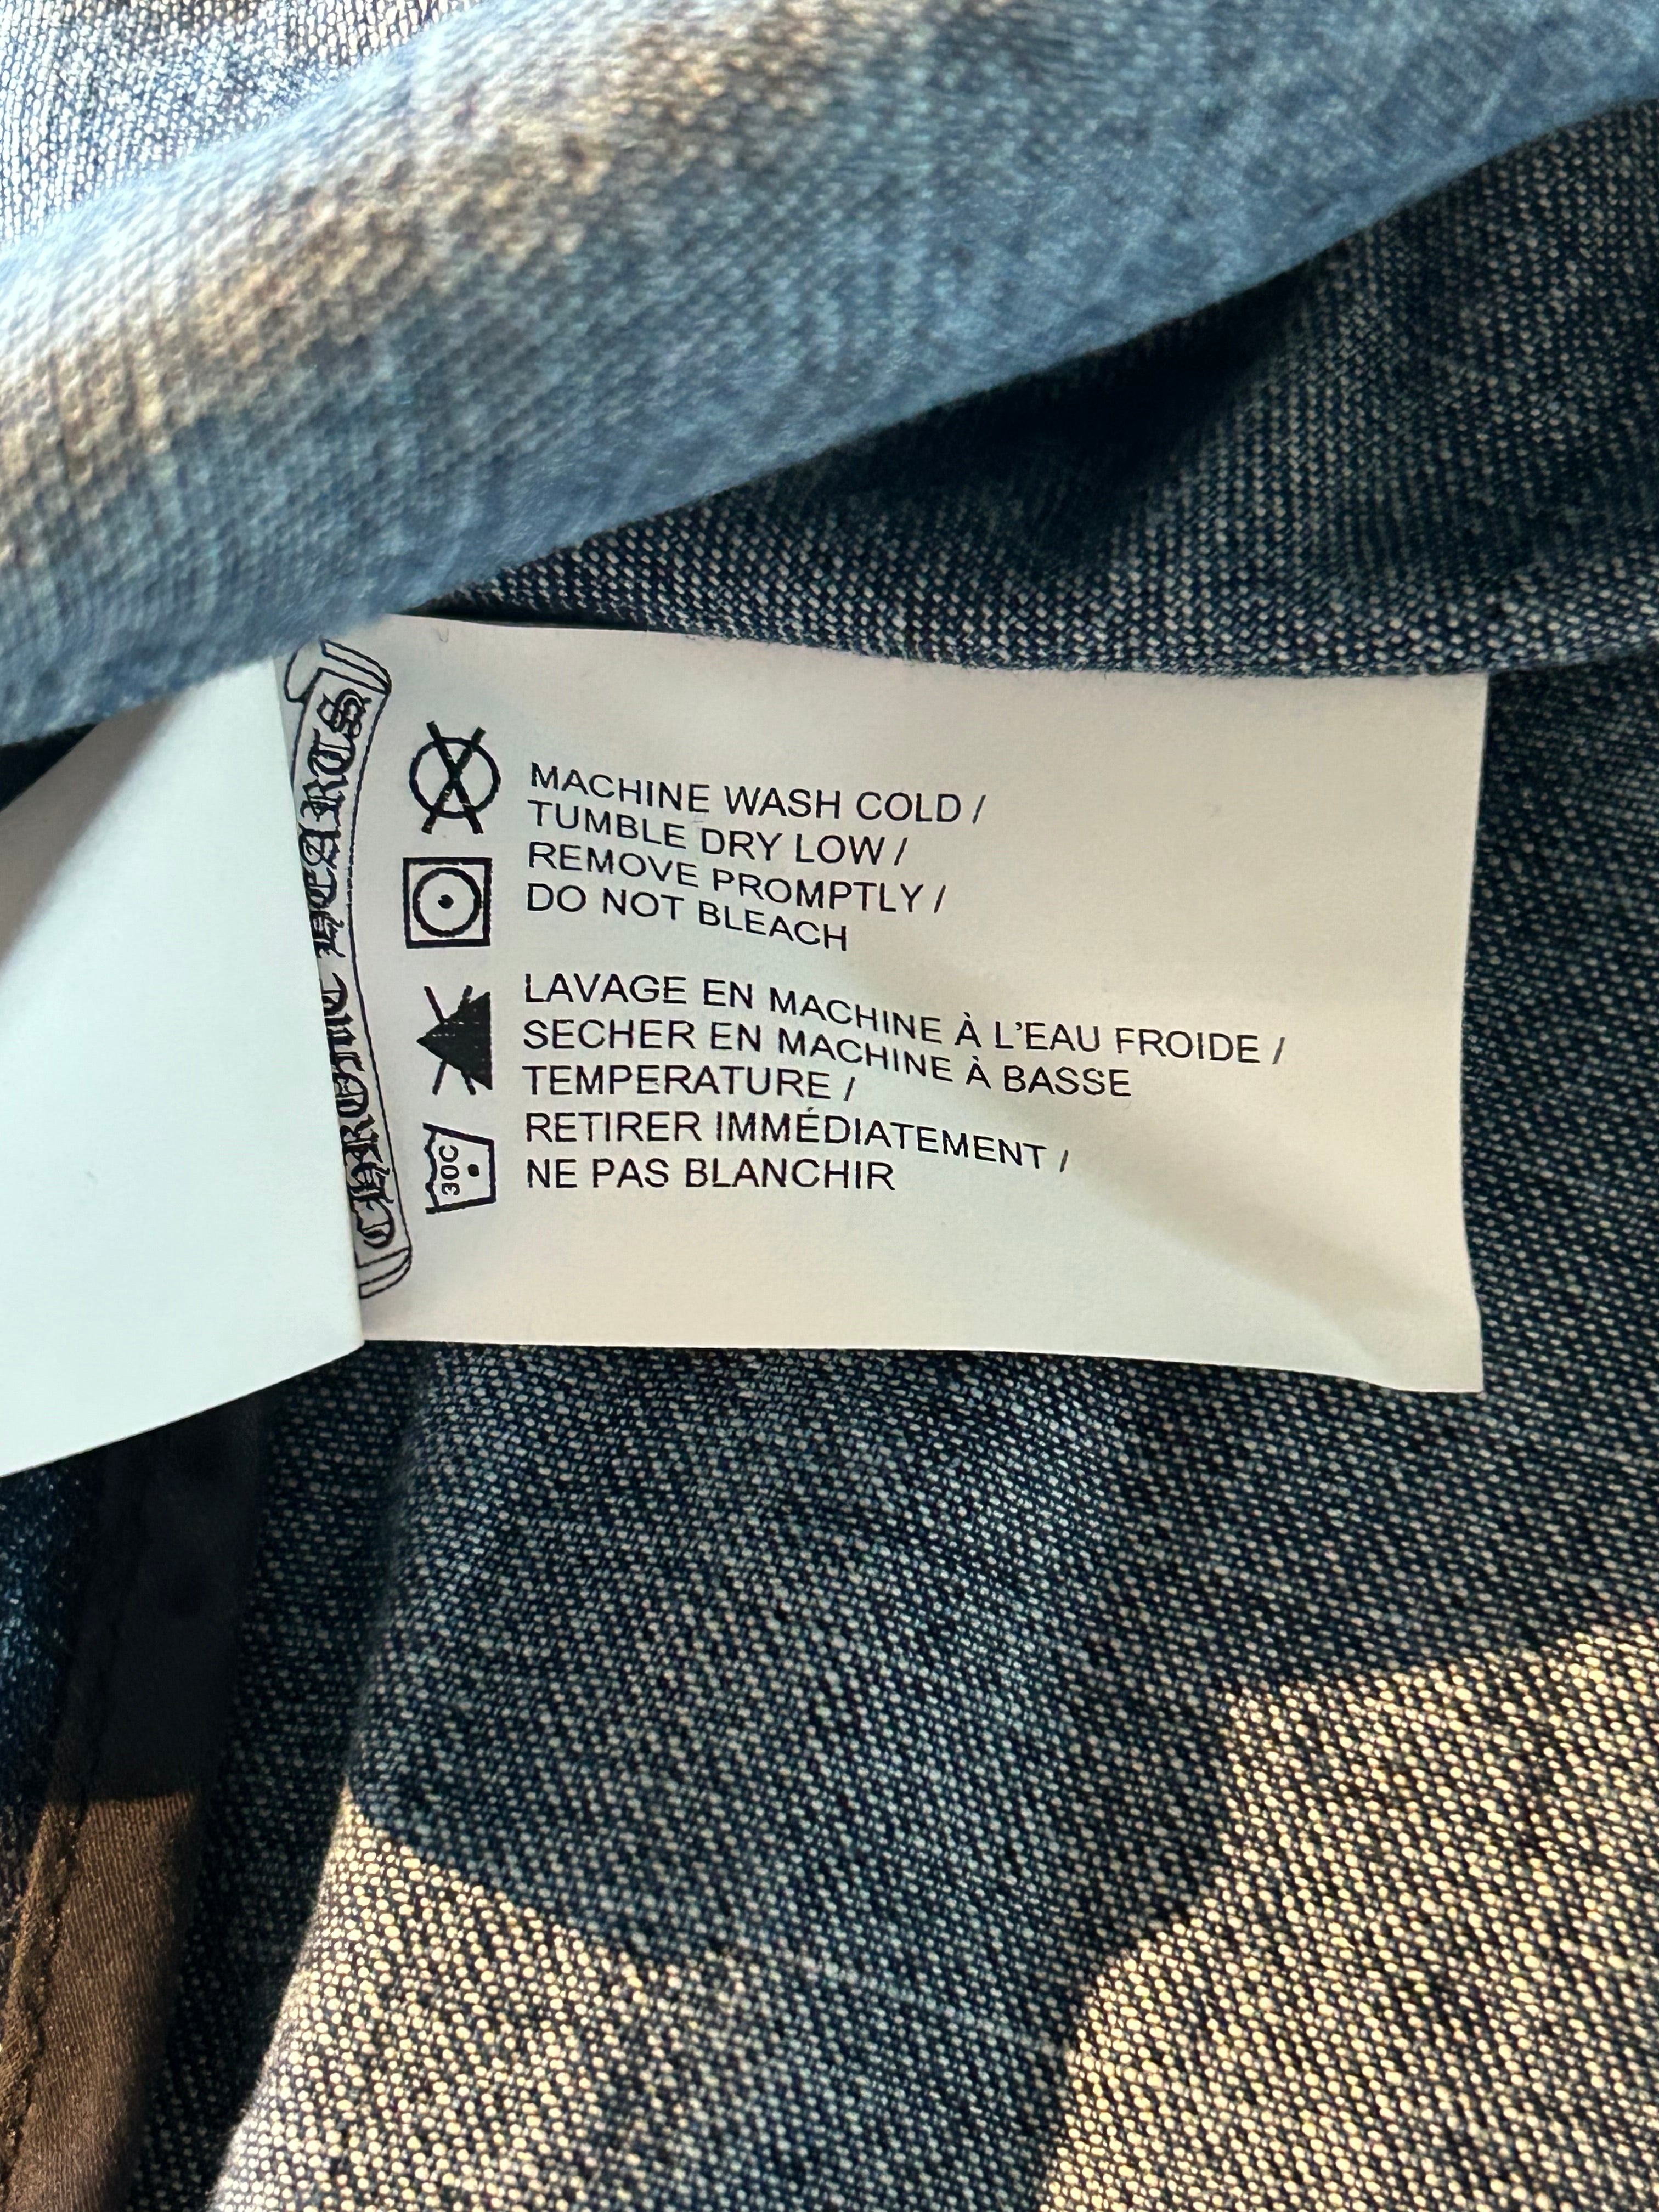 CHROME HEARTS
MACHINE WASH COLD /
TUMBLE DRY LOW /
REMOVE PROMPTLY /
DO NOT BLEACH
LAVAGE EN MACHINE À L'EAU FROIDE /
SECHER EN MACHINE À BASSE
TEMPERATURE /
RETIRER IMMÉDIATEMENT /
NE PAS BLANCHIR
30C